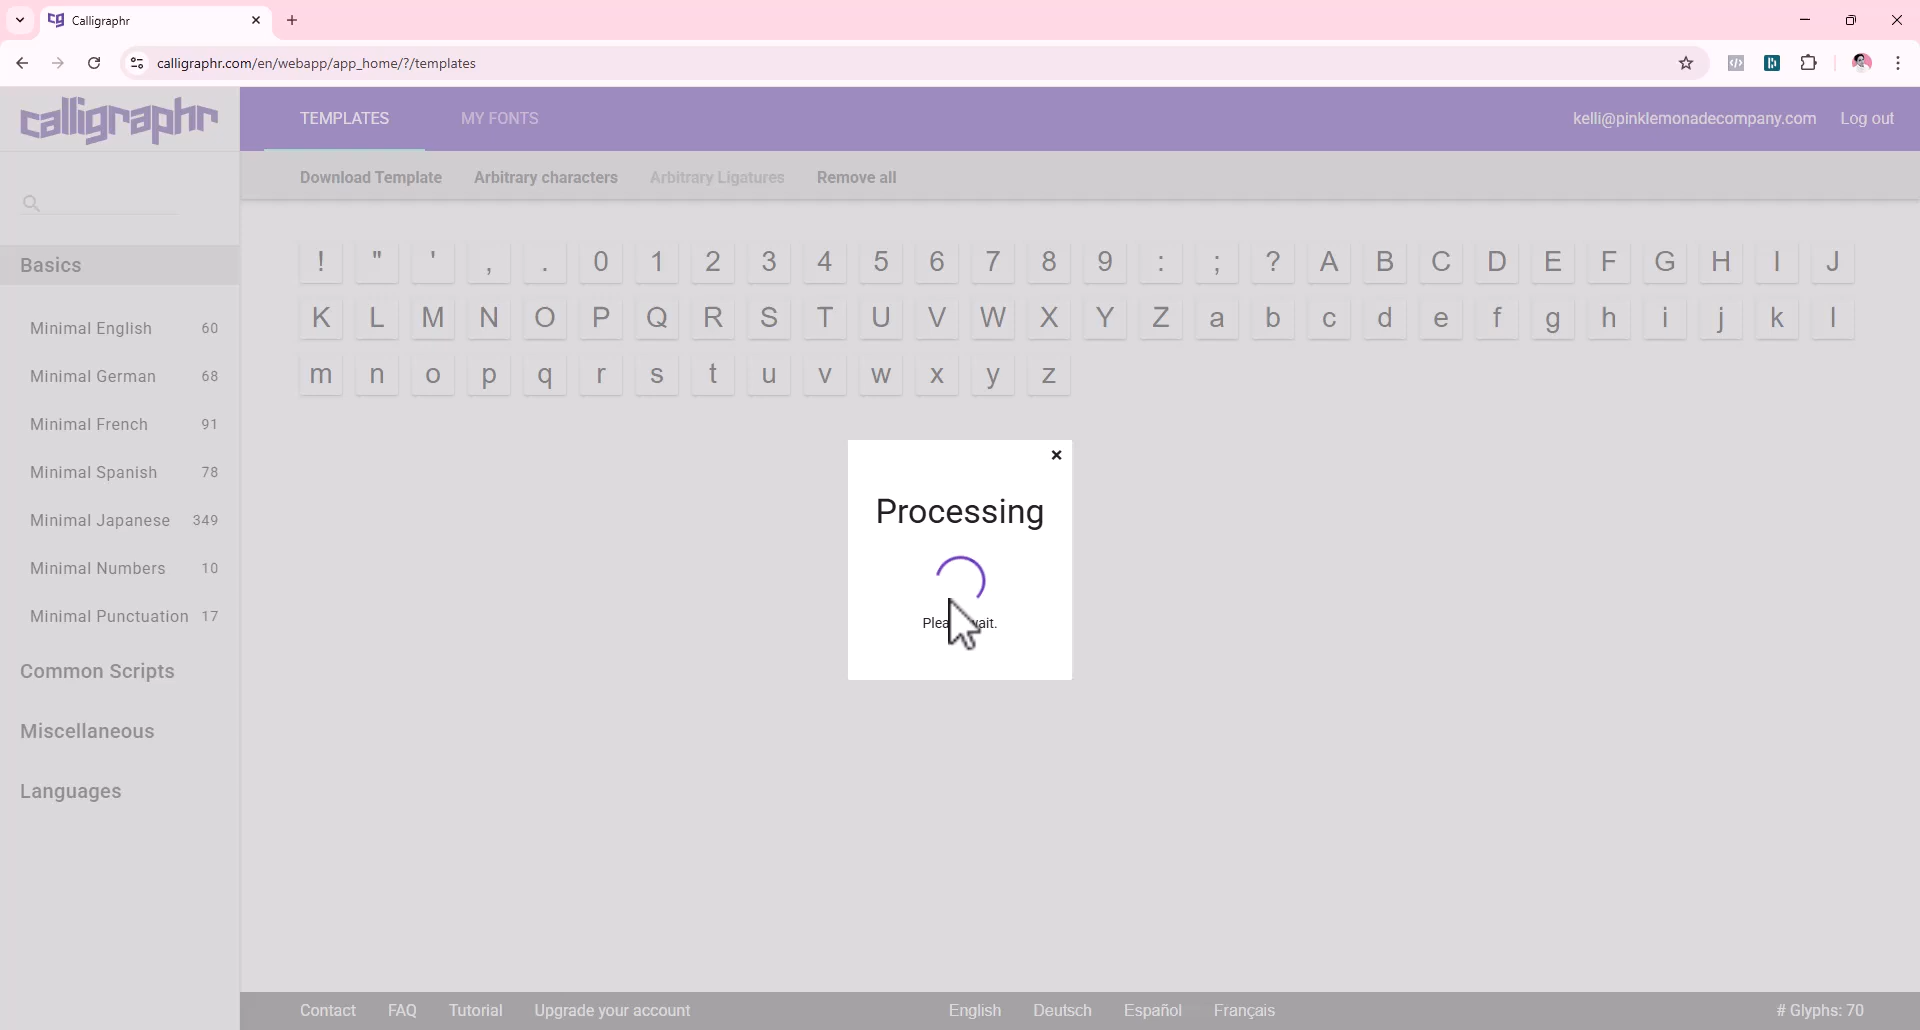 Calligraphr
calligraphr.com/en/webapp/app_home/?/templates
calligraphr
TEMPLATES
MY FONTS
kelli@pinklemonadecompany.com
Log out
Download Template
Arbitrary characters
Arbitrary Ligatures
Remove all
! " ' , . 0 1 2 3 4 5 6 7 8 9 : ; ? A B C D E F G H I J
K L M N O P Q R S T U V W X Y Z a b c d e f g h i j k l
m n o p q r s t u v w x y z
Basics
Minimal English 60
Minimal German 68
Minimal French 91
Minimal Spanish 78
Minimal Japanese 349
Minimal Numbers 10
Minimal Punctuation 17
Common Scripts
Miscellaneous
Languages
Processing
Please wait.
Contact
FAQ
Tutorial
Upgrade your account
English
Deutsch
Español
Français
# Glyphs: 70